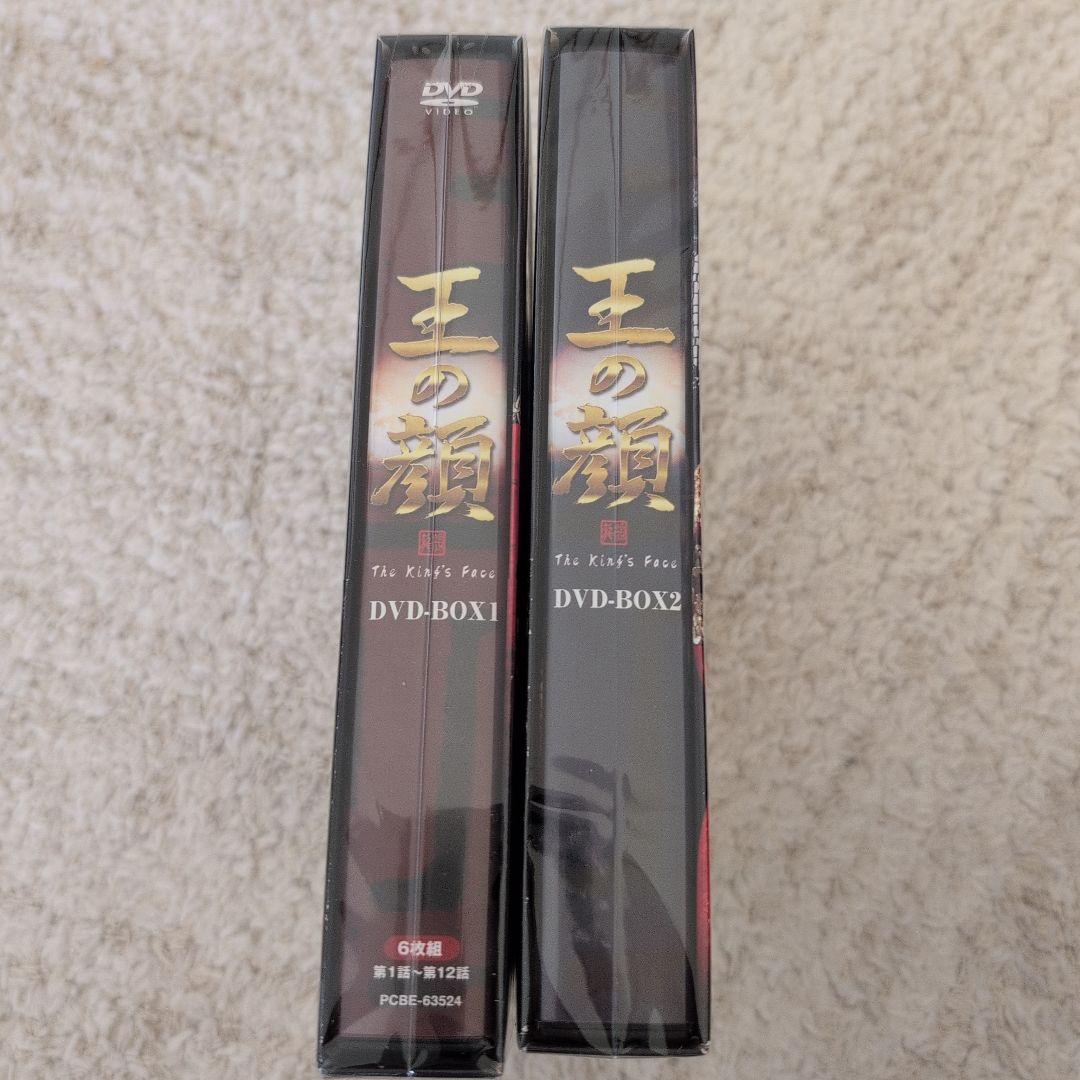 DVD
VIDEO
王の顔
The King's Face
DVD-BOX1
6枚組
第1話～第12話
PCBE-63524
王の顔
The King's Face
DVD-BOX2